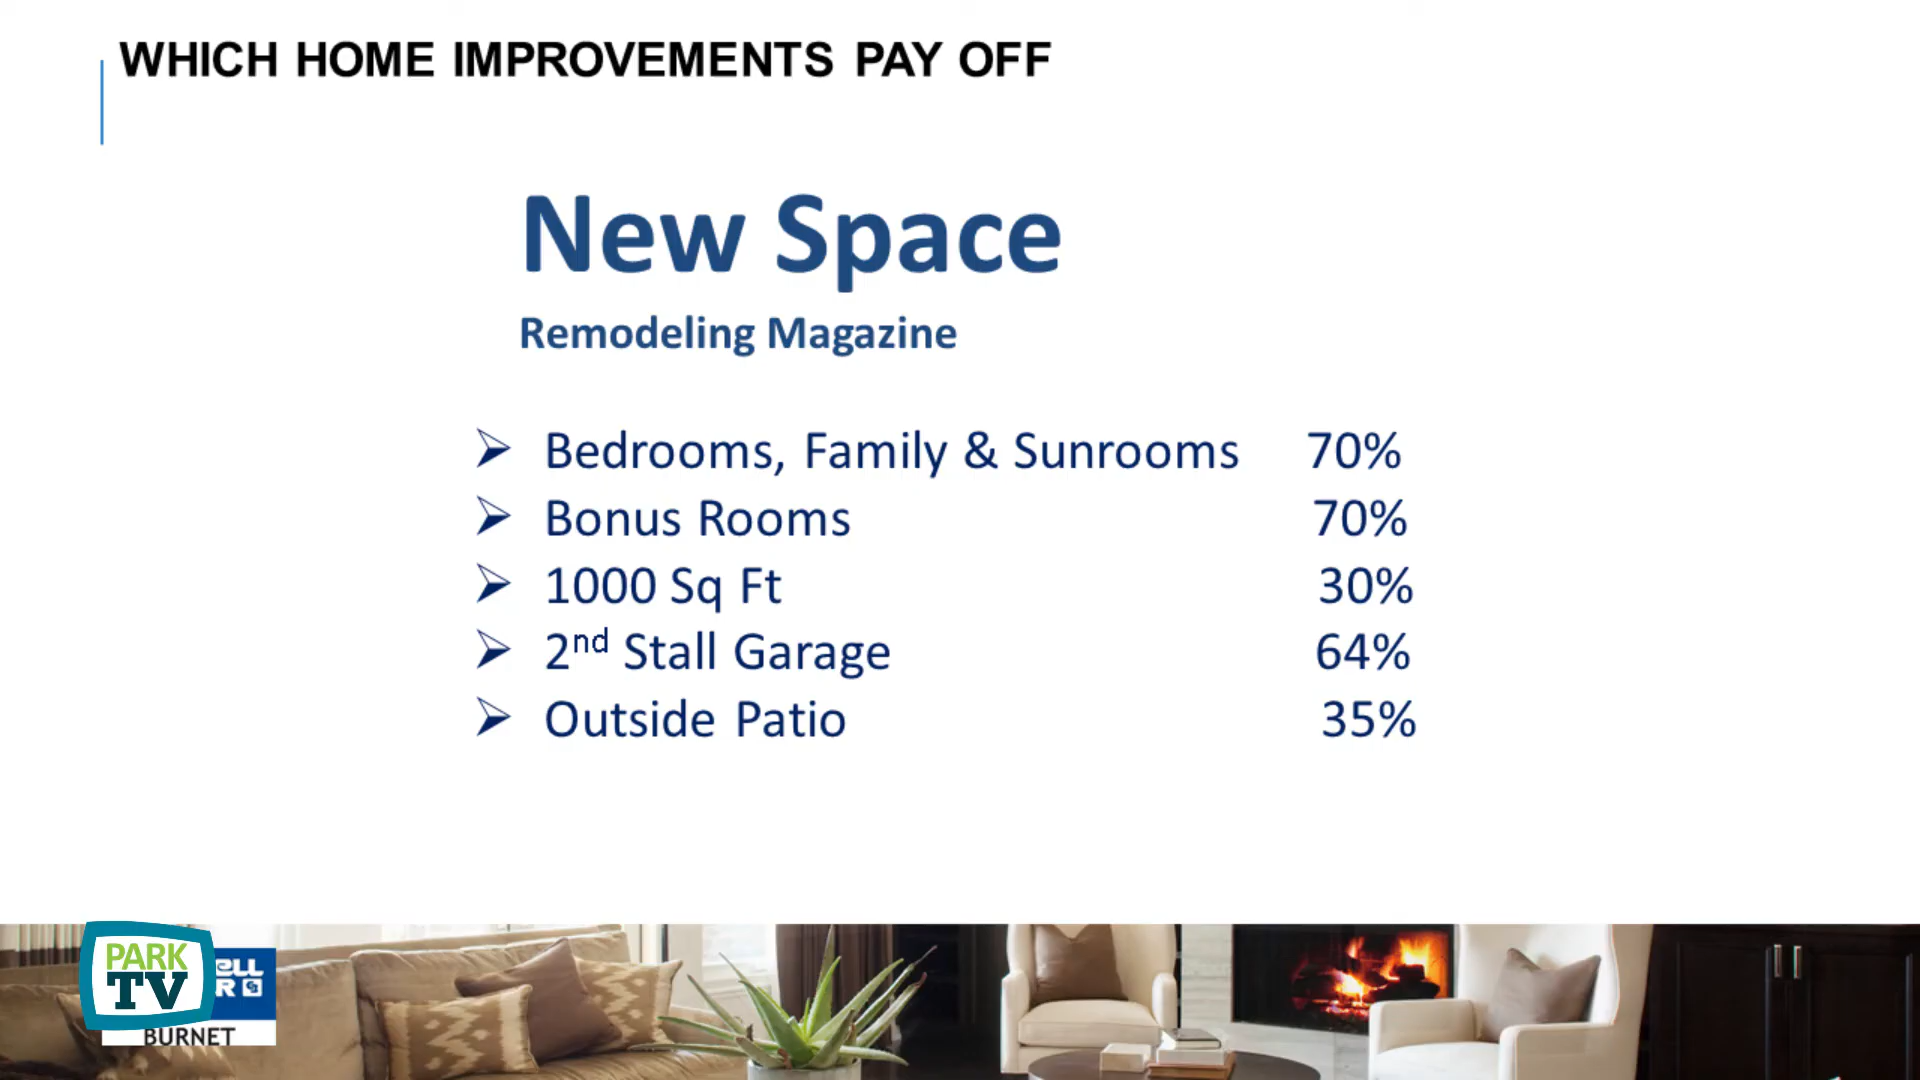 WHICH HOME IMPROVEMENTS PAY OFF
New Space
Remodeling Magazine
Bedrooms, Family & Sunrooms 70%
Bonus Rooms 70%
1000 Sq Ft 30%
2nd Stall Garage 64%
Outside Patio 35%
PARK
TV
BURNET